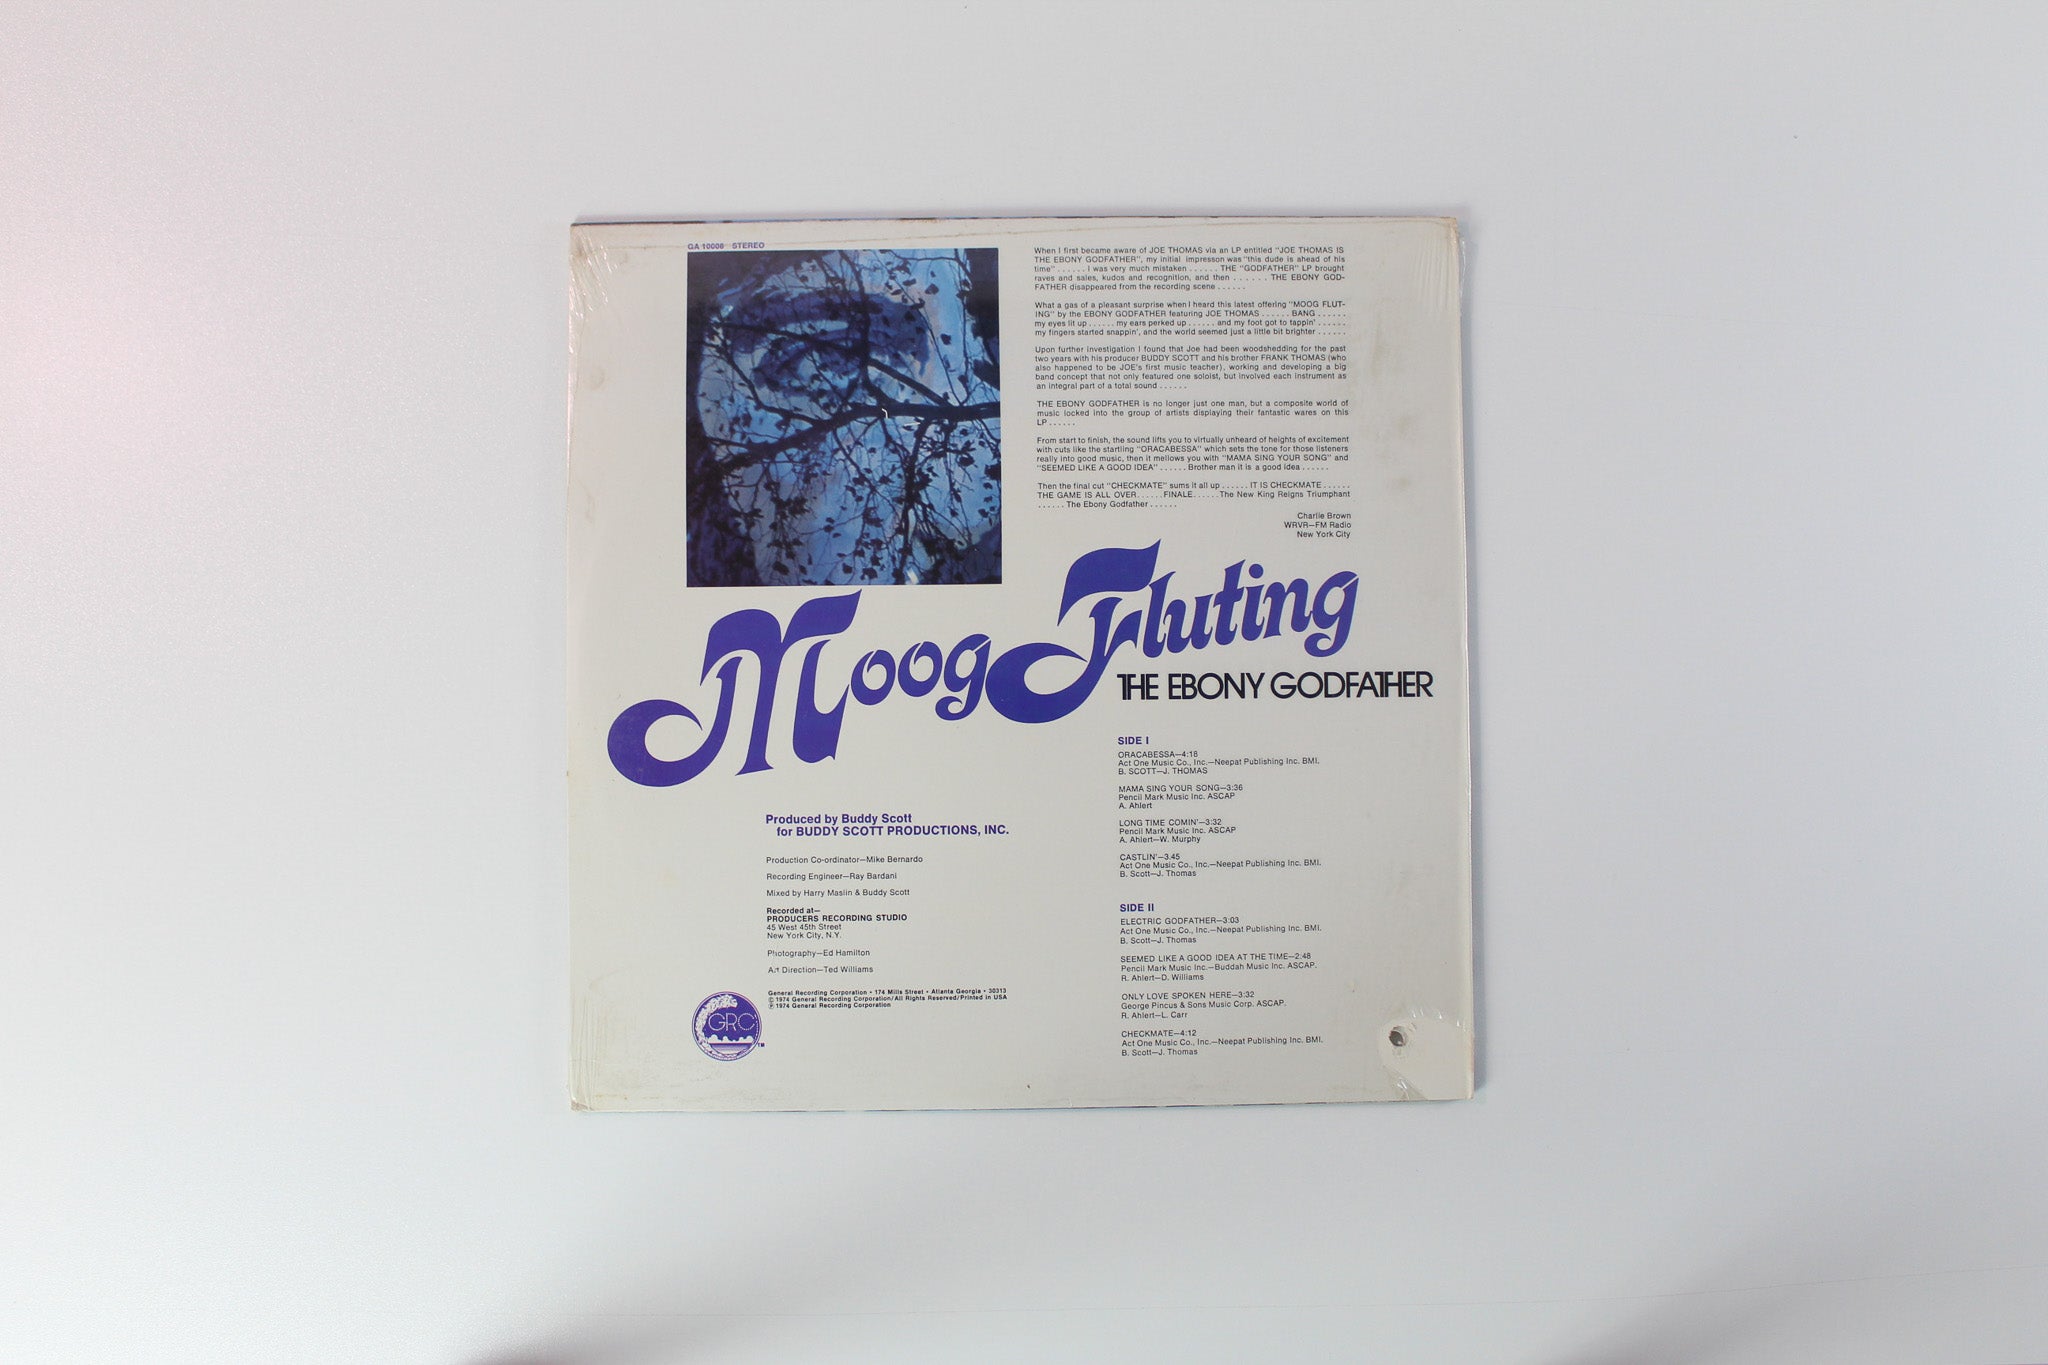 GA 10006 STEREO
When I first became aware of JOE THOMAS via an LP entitled "JOE THOMAS IS
THE EBONY GODFATHER", my initial impresson was "this dude is ahead of his
time" . . . . . . I was very much mistaken . . . . . . THE "GODFATHER" LP brought
raves and sales, kudos and recognition, and then . . . . . . THE EBONY GOD-
FATHER disappeared from the recording scene . . . . . .
What a gas of a pleasant surprise when I heard this latest offering "MOOG FLUT-
ING" by the EBONY GODFATHER featuring JOE THOMAS . . . . . . BANG . . . . . .
my eyes lit up . . . . . . my ears perked up . . . . . . and my foot got to tappin' . . . . . .
my fingers started snappin', and the world seemed just a little bit brighter . . . . . .
Upon further investigation I found that Joe had been woodshedding for the past
two years with his producer BUDDY SCOTT and his brother FRANK THOMAS (who
also happened to be JOE's first music teacher), working and developing a big
band concept that not only featured one soloist, but involved each instrument as
an integral part of a total sound . . . . . .
THE EBONY GODFATHER is no longer just one man, but a composite world of
music locked into the group of artists displaying their fantastic wares on this
LP . . . . . .
From start to finish, the sound lifts you to virtually unheard of heights of excitement
with cuts like the startling "ORACABESSA" which sets the tone for those listeners
really into good music, then it mellows you with "MAMA SING YOUR SONG" and
"SEEMED LIKE A GOOD IDEA" . . . . . . Brother man it is a good idea . . . . . .
Then the final cut "CHECKMATE" sums it all up . . . . . . IT IS CHECKMATE . . . . . .
THE GAME IS ALL OVER . . . . . . FINALE . . . . . . The New King Reigns Triumphant
. . . . . . The Ebony Godfather . . . . . .
Charlie Brown
WRVR—FM Radio
New York City
Moog Fluting
THE EBONY GODFATHER
Produced by Buddy Scott
for BUDDY SCOTT PRODUCTIONS, INC.
Production Co-ordinator—Mike Bernardo
Recording Engineer—Ray Bardani
Mixed by Harry Maslin & Buddy Scott
Recorded at—
PRODUCERS RECORDING STUDIO
45 West 45th Street
New York City, N.Y.
Photography—Ed Hamilton
Art Direction—Ted Williams
GRC
TM
General Recording Corporation • 174 Mills Street • Atlanta Georgia • 30313
© 1974 General Recording Corporation/All Rights Reserved/Printed in USA
℗ 1974 General Recording Corporation
SIDE I
ORACABESSA—4:18
Act One Music Co., Inc.—Neepat Publishing Inc. BMI.
B. SCOTT—J. THOMAS
MAMA SING YOUR SONG—3:36
Pencil Mark Music Inc. ASCAP
A. Ahlert
LONG TIME COMIN'—3:32
Pencil Mark Music Inc. ASCAP
A. Ahlert—W. Murphy
CASTLIN'—3.45
Act One Music Co., Inc.—Neepat Publishing Inc. BMI.
B. Scott—J. Thomas
SIDE II
ELECTRIC GODFATHER—3:03
Act One Music Co., Inc.—Neepat Publishing Inc. BMI.
B. Scott—J. Thomas
SEEMED LIKE A GOOD IDEA AT THE TIME—2:48
Pencil Mark Music Inc.—Buddah Music Inc. ASCAP.
R. Ahlert—D. Williams
ONLY LOVE SPOKEN HERE—3:32
George Pincus & Sons Music Corp. ASCAP.
R. Ahlert—L. Carr
CHECKMATE—4:12
Act One Music Co., Inc.—Neepat Publishing Inc. BMI.
B. Scott—J. Thomas